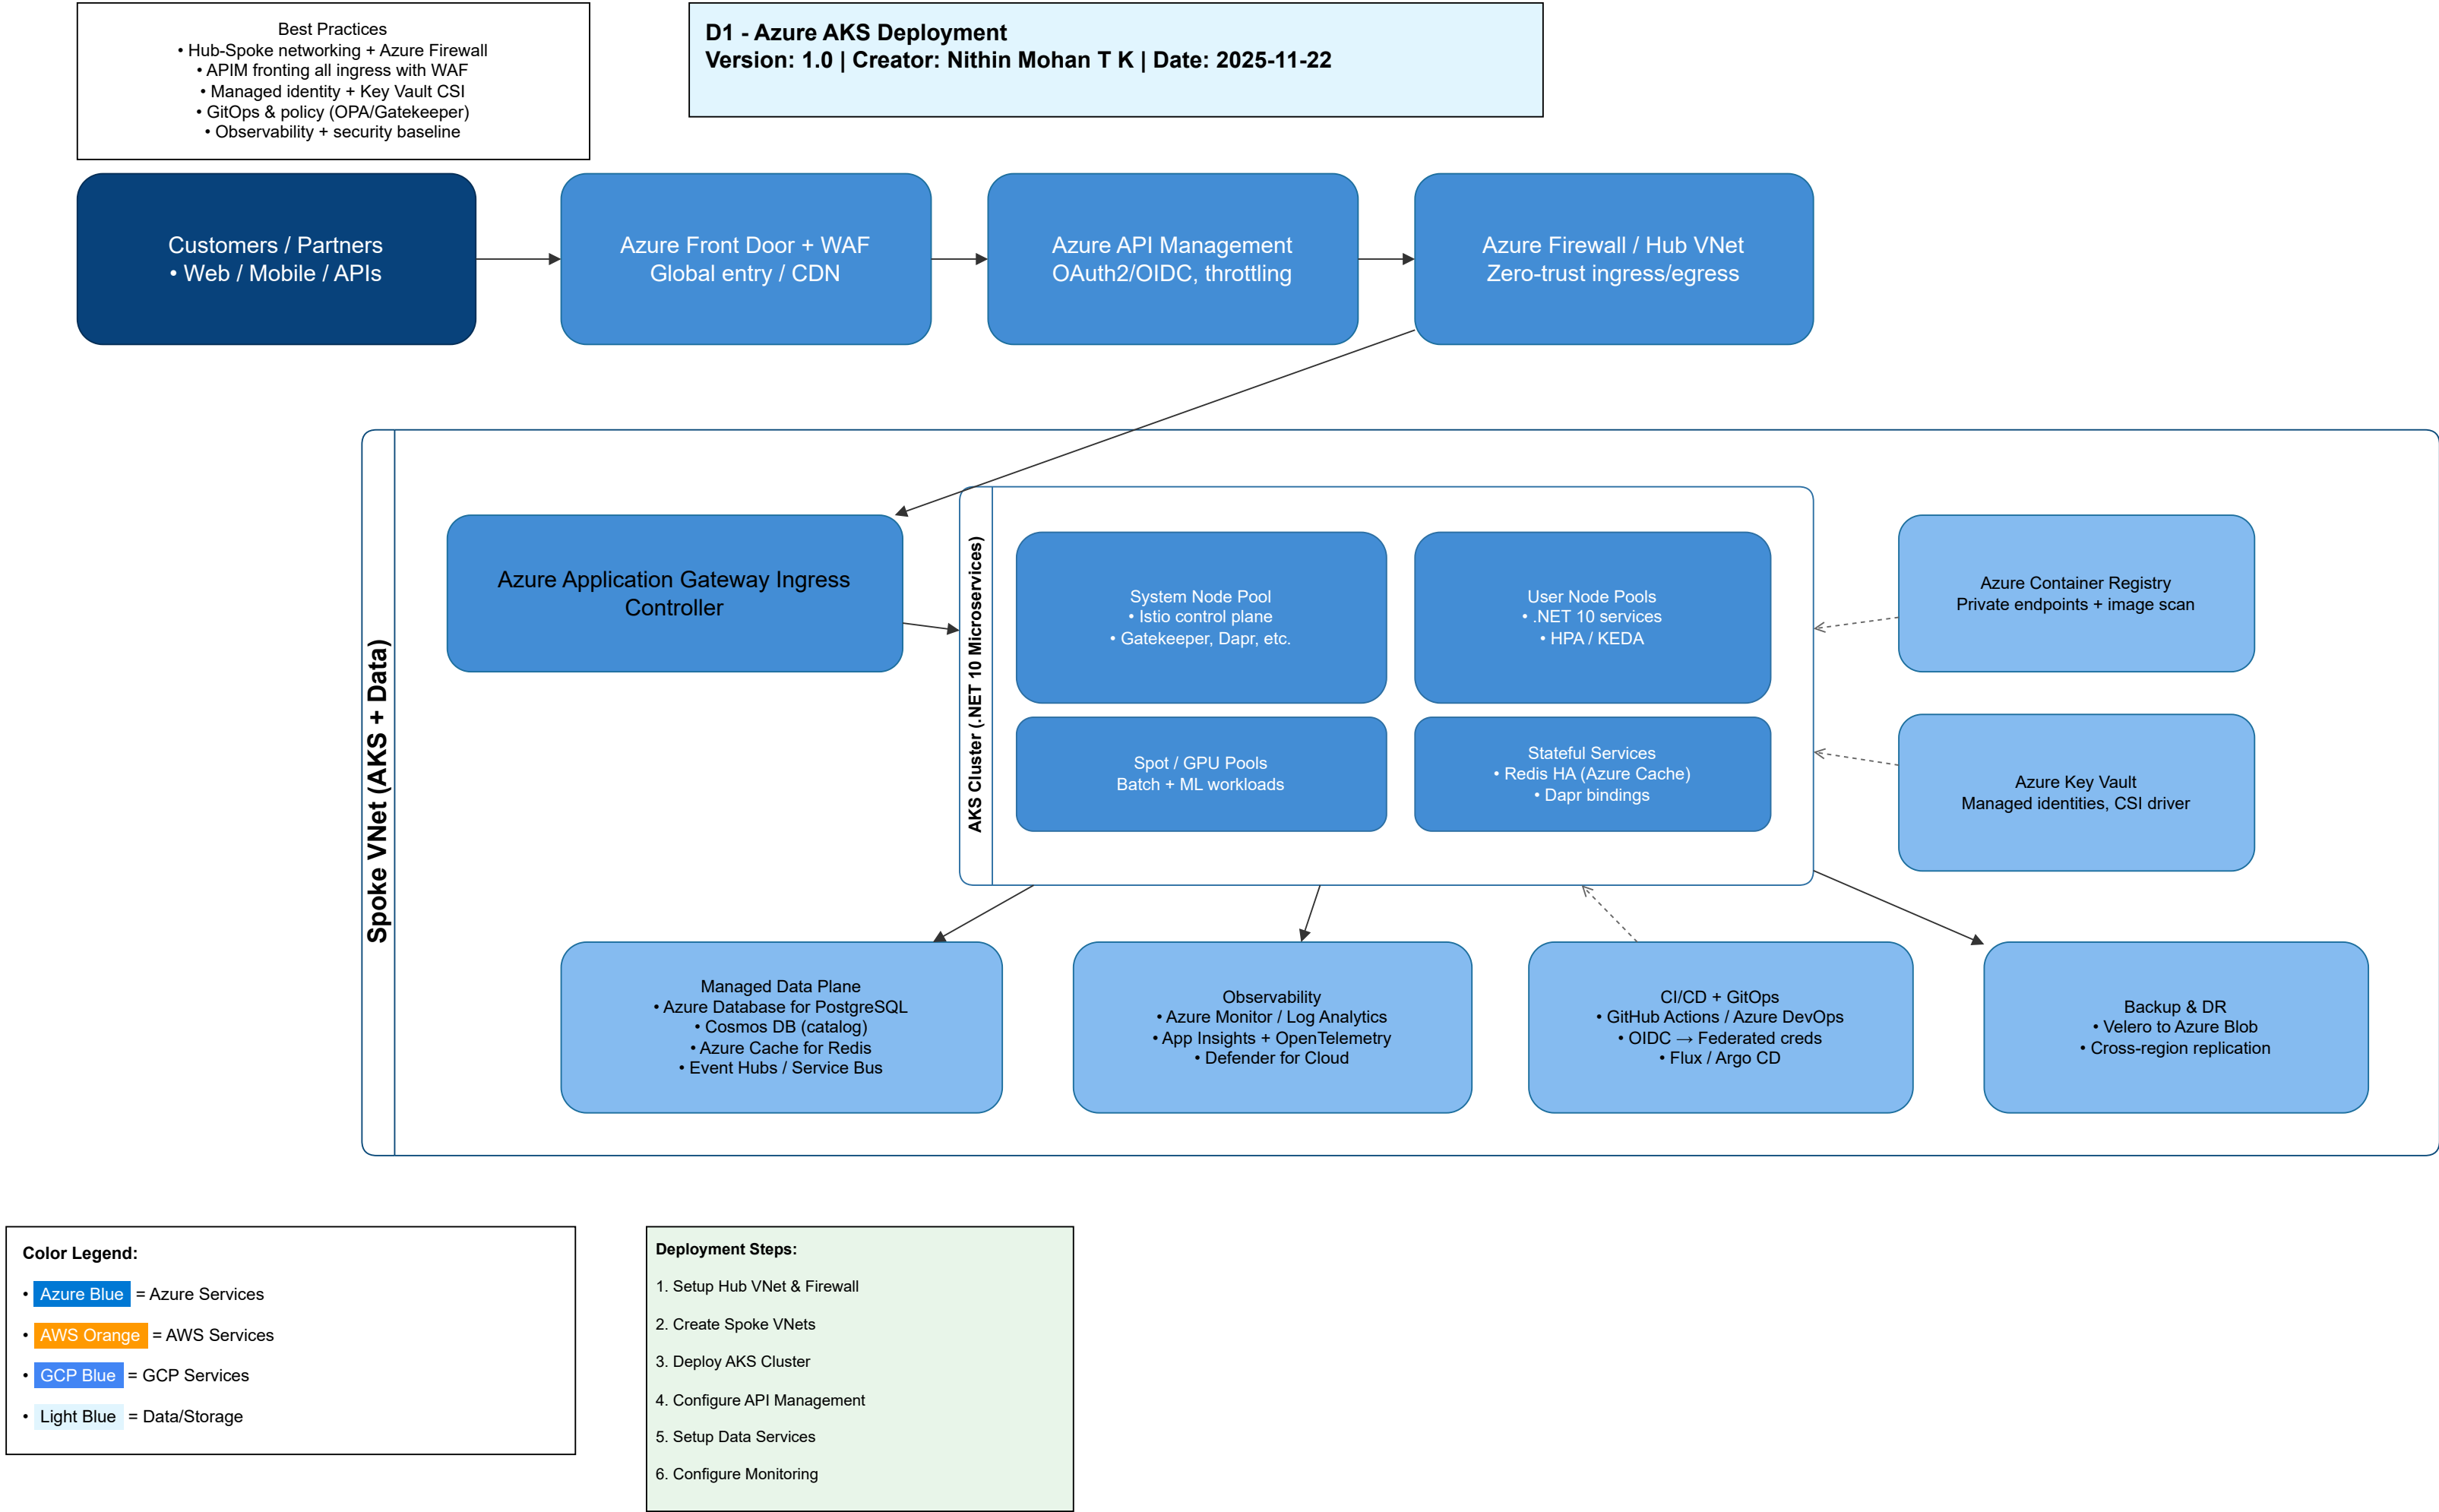 Best Practices
• Hub-Spoke networking + Azure Firewall
• APIM fronting all ingress with WAF
• Managed identity + Key Vault CSI
• GitOps & policy (OPA/Gatekeeper)
• Observability + security baseline
D1 - Azure AKS Deployment
Version: 1.0 | Creator: Nithin Mohan T K | Date: 2025-11-22
Customers / Partners
• Web / Mobile / APIs
Azure Front Door + WAF
Global entry / CDN
Azure API Management
OAuth2/OIDC, throttling
Azure Firewall / Hub VNet
Zero-trust ingress/egress
Spoke VNet (AKS + Data)
Azure Application Gateway Ingress
Controller
AKS Cluster (.NET 10 Microservices)
System Node Pool
• Istio control plane
• Gatekeeper, Dapr, etc.
User Node Pools
• .NET 10 services
• HPA / KEDA
Spot / GPU Pools
Batch + ML workloads
Stateful Services
• Redis HA (Azure Cache)
• Dapr bindings
Azure Container Registry
Private endpoints + image scan
Azure Key Vault
Managed identities, CSI driver
Managed Data Plane
• Azure Database for PostgreSQL
• Cosmos DB (catalog)
• Azure Cache for Redis
• Event Hubs / Service Bus
Observability
• Azure Monitor / Log Analytics
• App Insights + OpenTelemetry
• Defender for Cloud
CI/CD + GitOps
• GitHub Actions / Azure DevOps
• OIDC → Federated creds
• Flux / Argo CD
Backup & DR
• Velero to Azure Blob
• Cross-region replication
Color Legend:
• Azure Blue = Azure Services
• AWS Orange = AWS Services
• GCP Blue = GCP Services
• Light Blue = Data/Storage
Deployment Steps:
1. Setup Hub VNet & Firewall
2. Create Spoke VNets
3. Deploy AKS Cluster
4. Configure API Management
5. Setup Data Services
6. Configure Monitoring